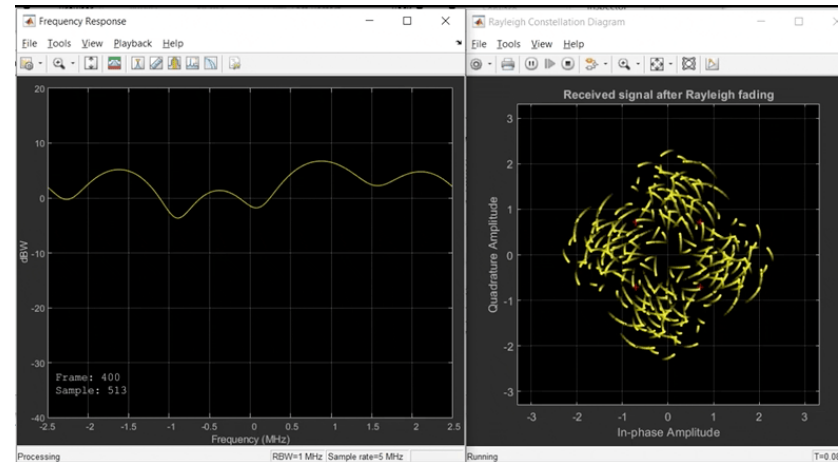 Frequency Response
File Tools View Playback Help
20
10
0
-10
-20
-30
-40
dBW
Frame: 400
Sample: 513
-2.5 -2 -1.5 -1 -0.5 0 0.5 1 1.5 2 2.5
Frequency (MHz)
Processing RBW=1 MHz Sample rate=5 MHz
Rayleigh Constellation Diagram
File Tools View Help
Received signal after Rayleigh fading
3
2
1
0
-1
-2
-3
Quadrature Amplitude
-3 -2 -1 0 1 2 3
In-phase Amplitude
Running